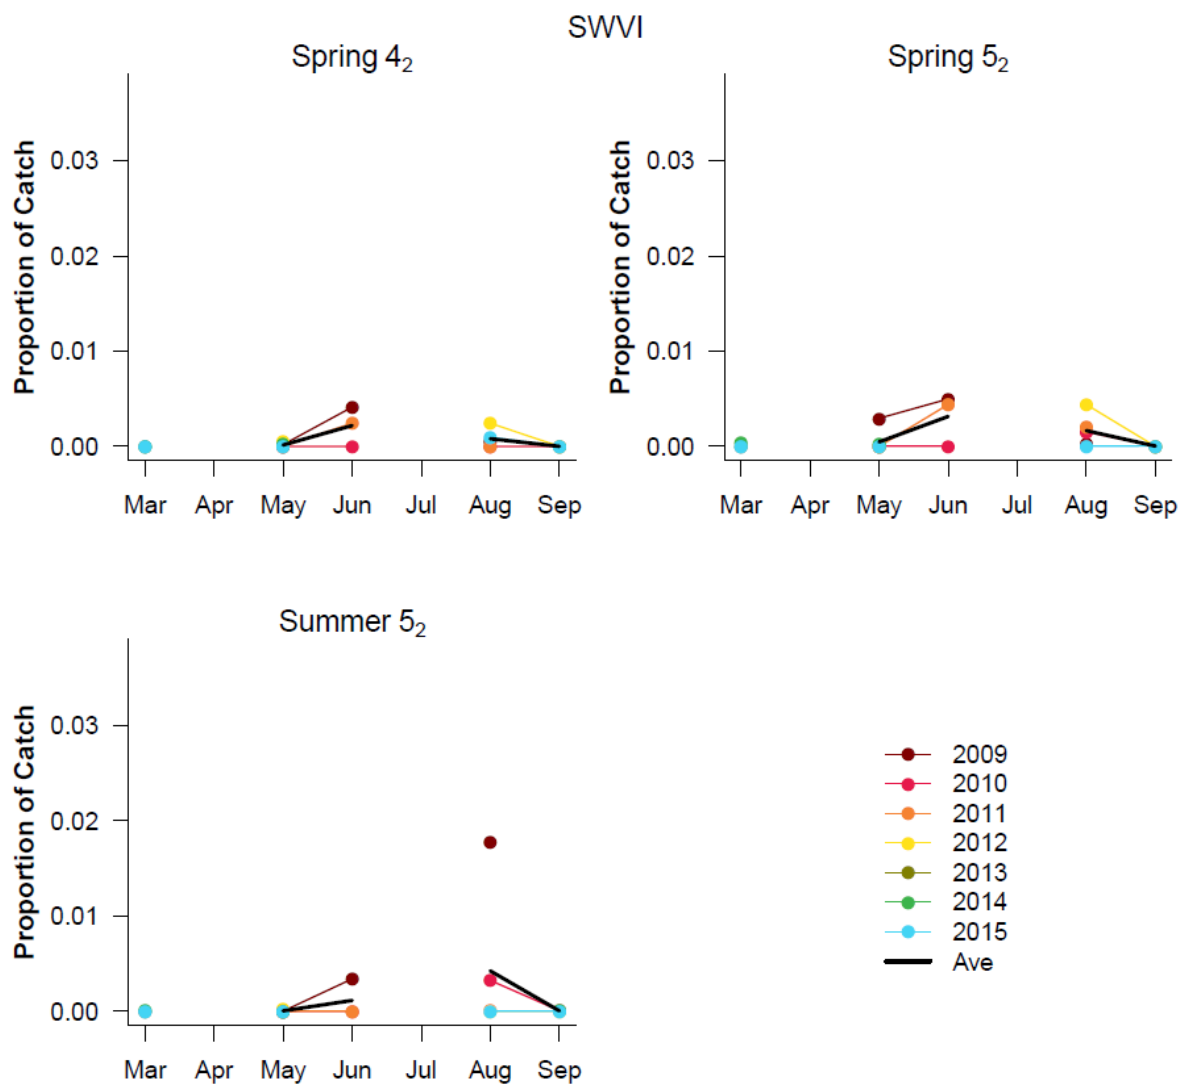 SWVI
Spring 4₂
Proportion of Catch
0.03
0.02
0.01
0.00
Mar Apr May Jun Jul Aug Sep
Spring 5₂
Proportion of Catch
0.03
0.02
0.01
0.00
Mar Apr May Jun Jul Aug Sep
Summer 5₂
Proportion of Catch
0.03
0.02
0.01
0.00
Mar Apr May Jun Jul Aug Sep
2009
2010
2011
2012
2013
2014
2015
Ave